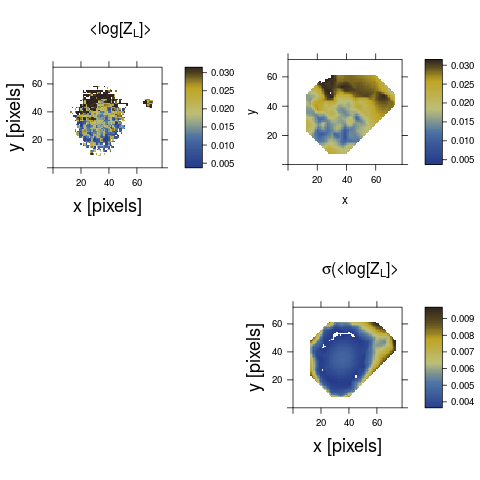 <log[Z_L]>
60
40
20
20 40 60
x [pixels]
y [pixels]
0.030
0.025
0.020
0.015
0.010
0.005
60
40
20
20 40 60
x
y
0.030
0.025
0.020
0.015
0.010
0.005
σ(<log[Z_L]>
60
40
20
20 40 60
x [pixels]
y [pixels]
0.009
0.008
0.007
0.006
0.005
0.004